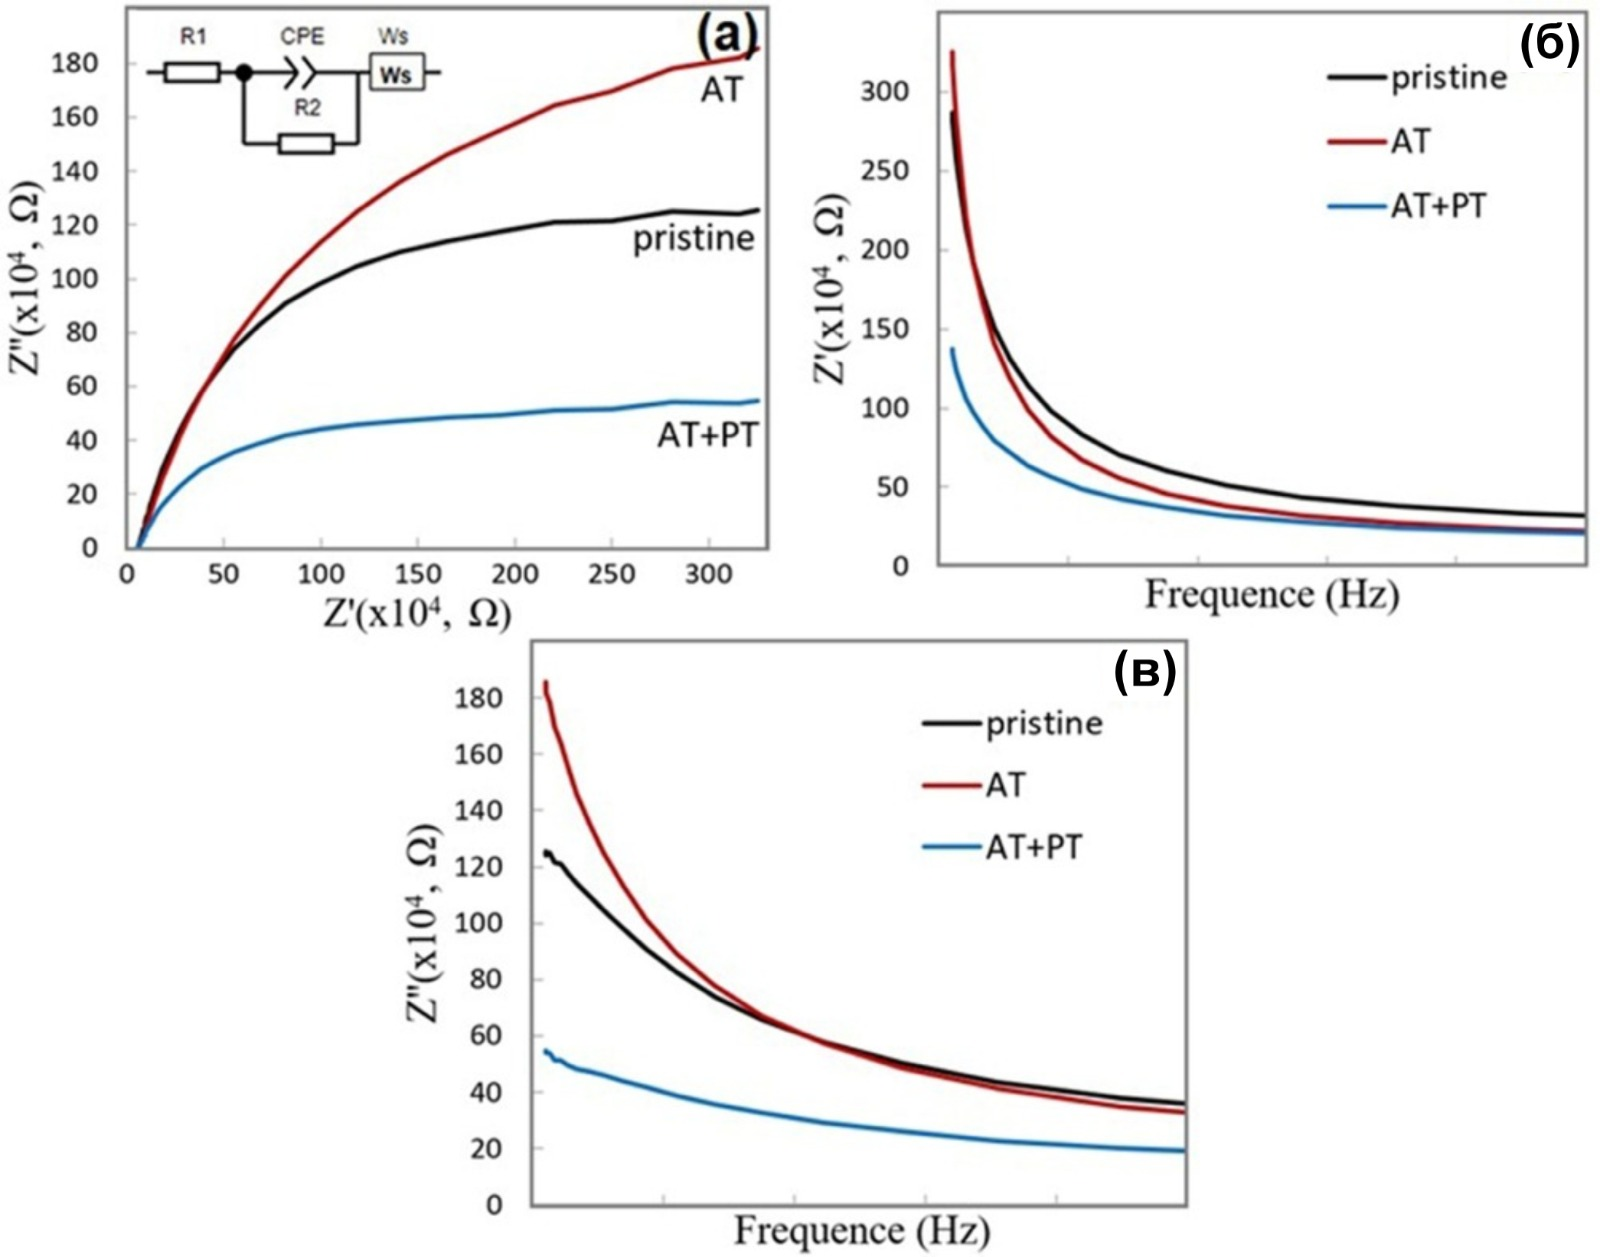 (а)
R1 CPE Ws
Ws
R2
AT
pristine
AT+PT
Z"(x10⁴, Ω)
180
160
140
120
100
80
60
40
20
0
0 50 100 150 200 250 300
Z'(x10⁴, Ω)
(б)
pristine
AT
AT+PT
Z'(x10⁴, Ω)
300
250
200
150
100
50
0
Frequence (Hz)
(в)
pristine
AT
AT+PT
Z"(x10⁴, Ω)
180
160
140
120
100
80
60
40
20
0
Frequence (Hz)